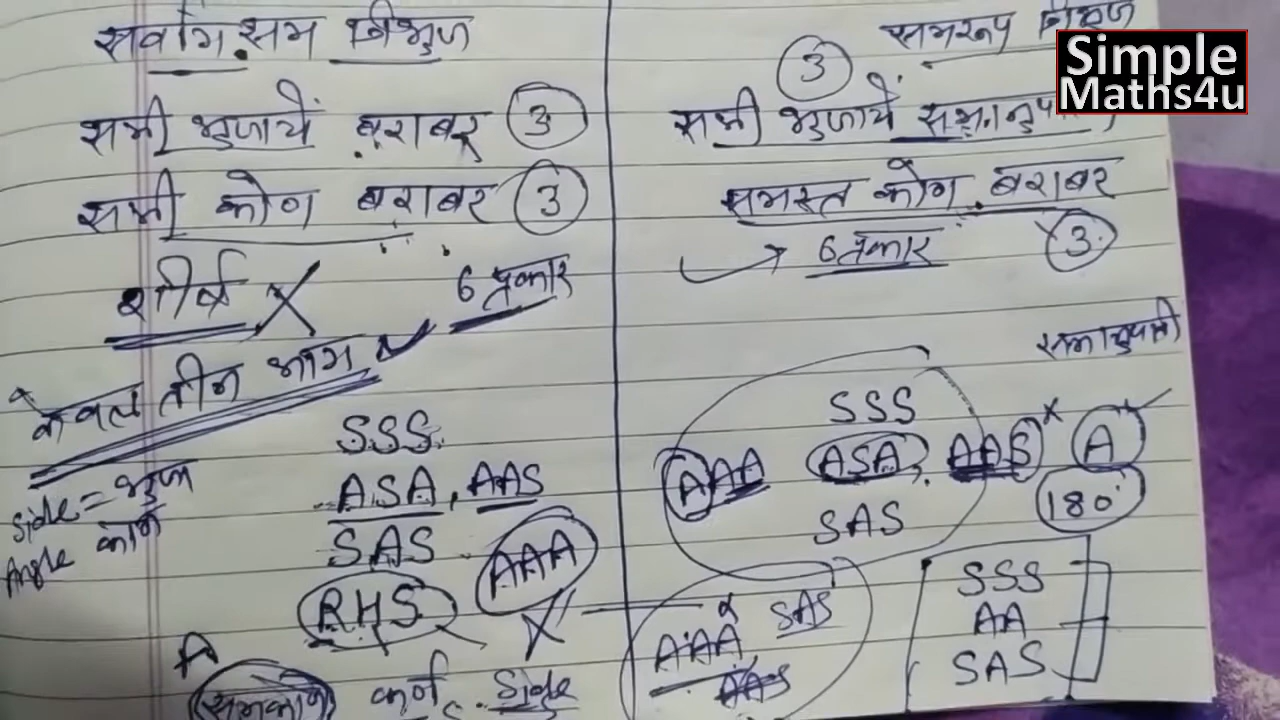 सर्वांग सम त्रिभुज
सभी भुजायें बराबर 3
सभी कोण बराबर 3
शीर्ष X 6 प्रकार
केवल तीन भाग
SSS
side = भुजा
ASA, AAS
Angle कोण
SAS AAA
RHS X
A
समकोण कर्ण Side
समरूप त्रिभुज
3
सभी भुजायें समानुपाती
समस्त कोण बराबर
6 प्रकार 3
समानुपाती
SSS
AAA ASA, AAS x A
SAS 180°
SSS
SAS
AA
AAA
SAS
AAS
Simple
Maths4u